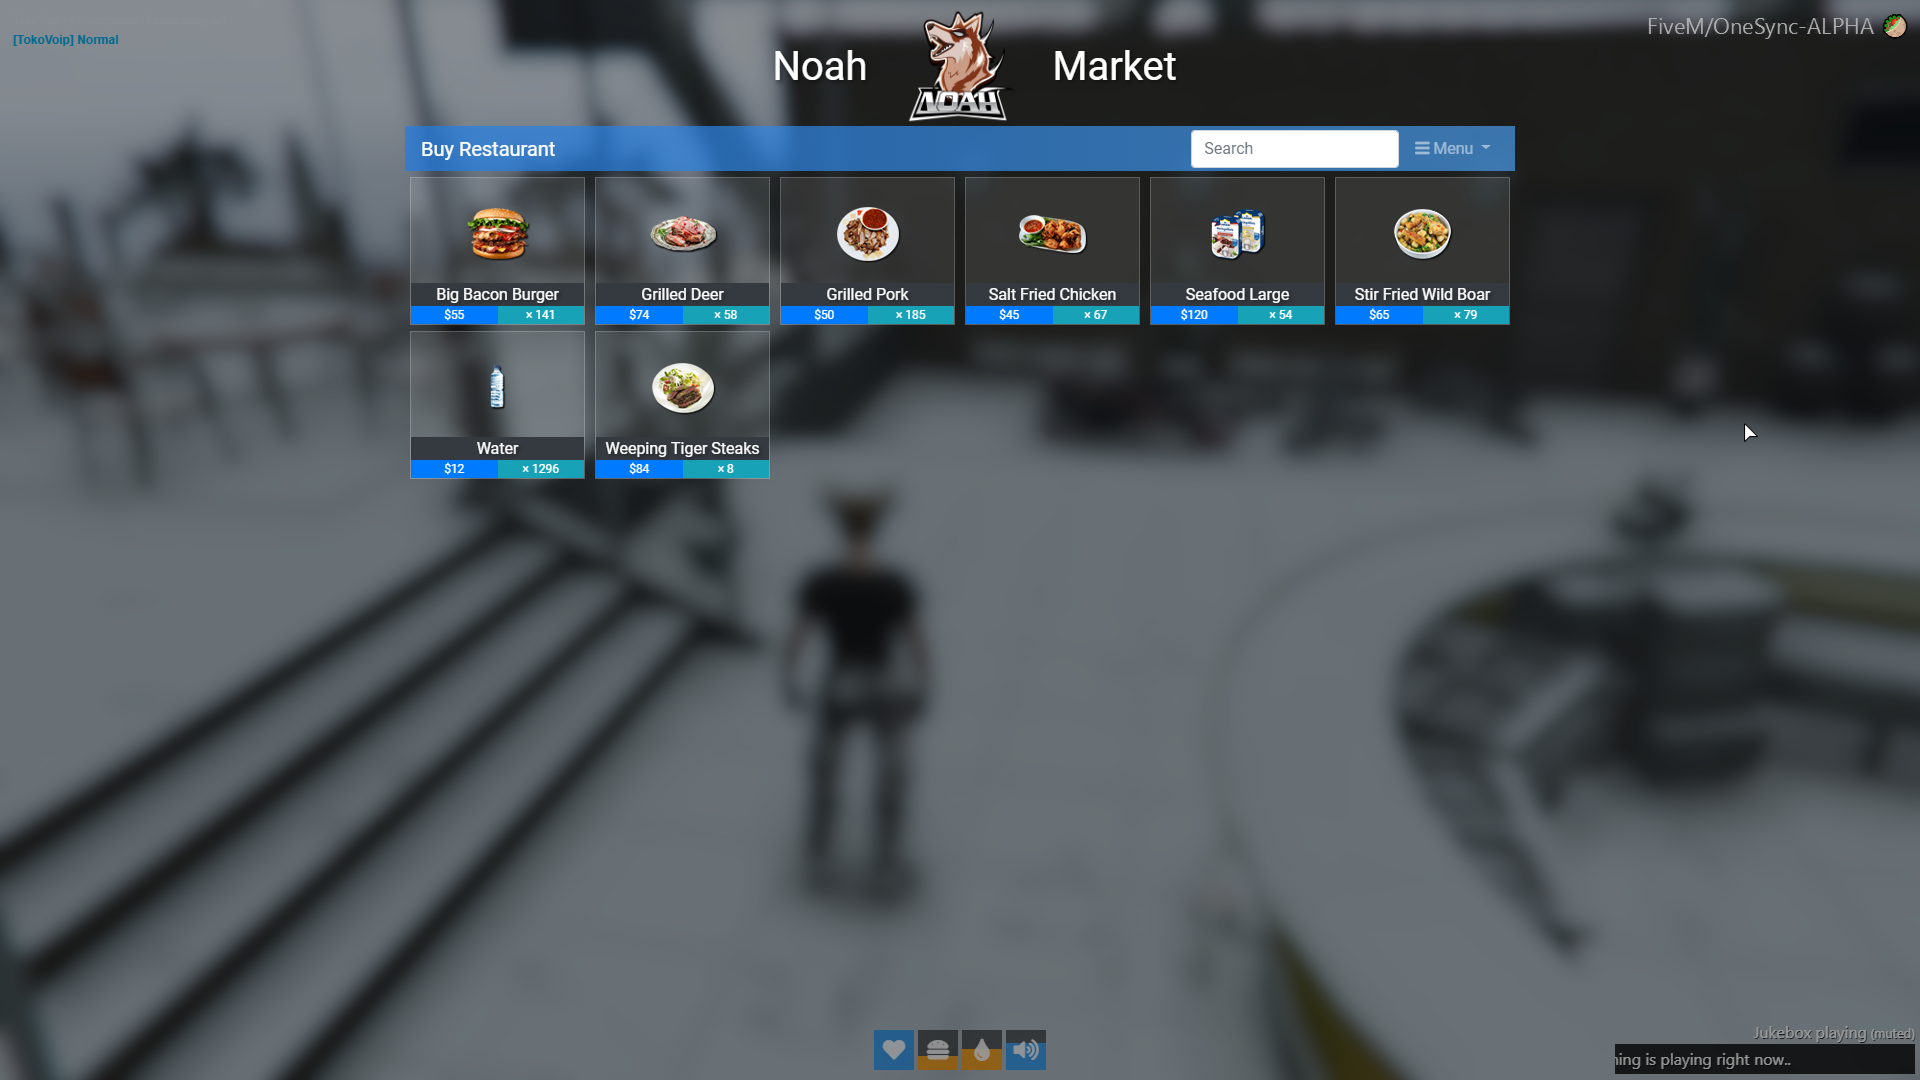 [TokoVoip] Normal
FiveM/OneSync-ALPHA
Noah
NOAH
Market
Buy Restaurant
Search
Menu
Big Bacon Burger
$55 × 141
Grilled Deer
$74 × 58
Grilled Pork
$50 × 185
Salt Fried Chicken
$45 × 67
Seafood Large
$120 × 54
Stir Fried Wild Boar
$65 × 79
Water
$12 × 1296
Weeping Tiger Steaks
$84 × 8
Jukebox playing (muted)
ning is playing right now..